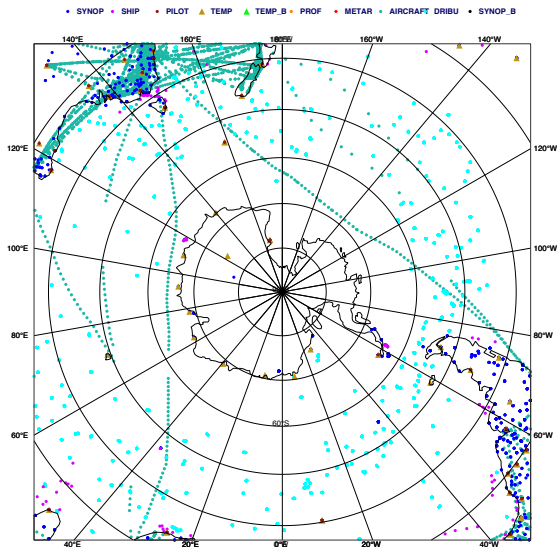 SYNOP SHIP PILOT TEMP TEMP_B PROF METAR AIRCRAFT DRIBU SYNOP_B
140°E 160°E 180°E 160°W 140°W
120°E 120°W
100°E 100°W
80°E 80°W
60°S
60°E 60°W
40°E 20°E 0°E 20°W 40°W